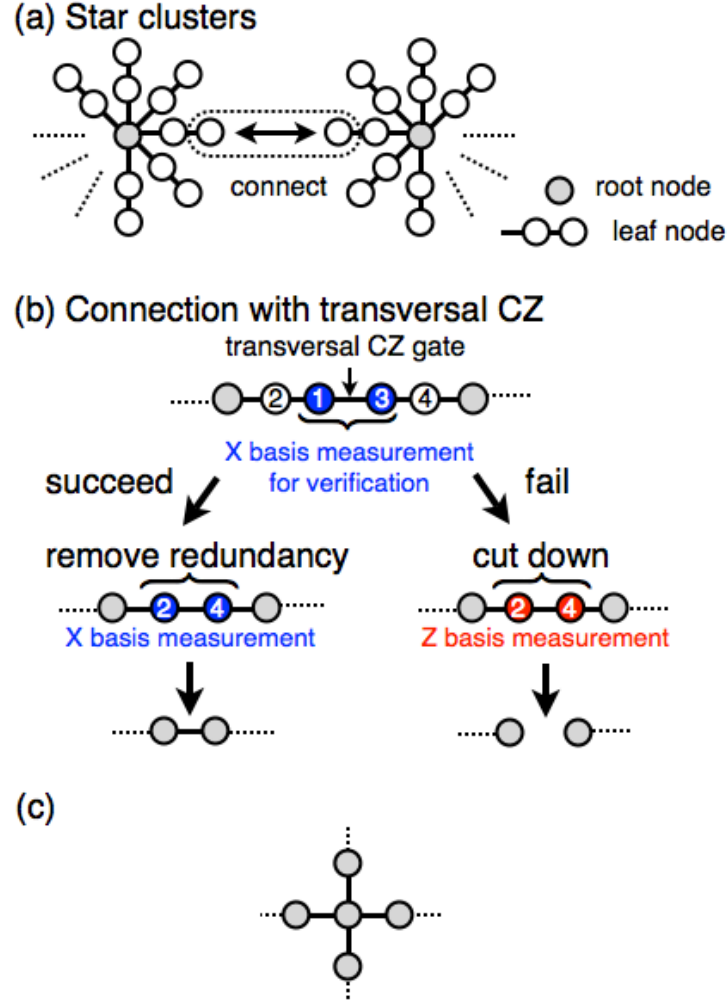 (a) Star clusters
connect
root node
leaf node
(b) Connection with transversal CZ
transversal CZ gate
2 1 3 4
X basis measurement
for verification
succeed
fail
remove redundancy
2 4
X basis measurement
cut down
2 4
Z basis measurement
(c)